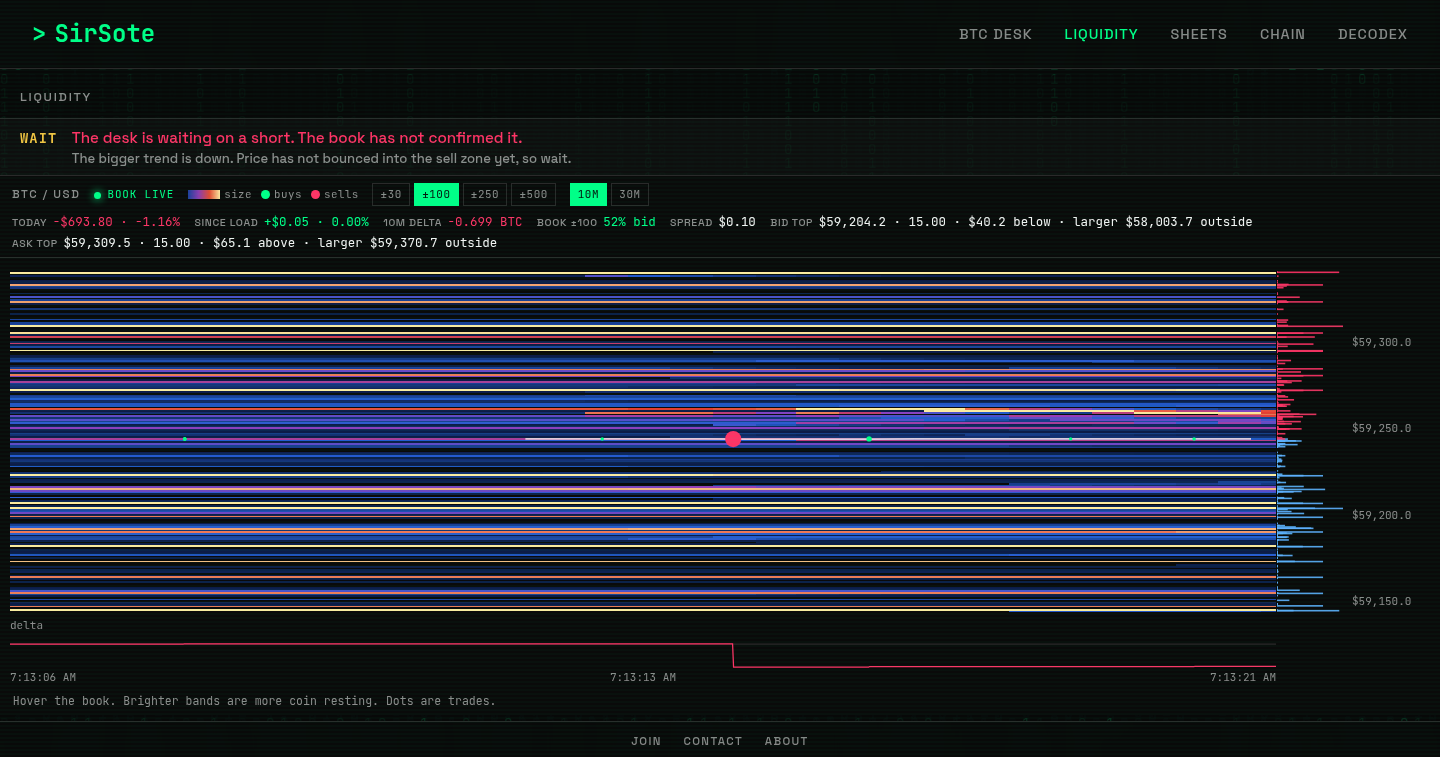 > SirSote
BTC DESK LIQUIDITY SHEETS CHAIN DECODEX
LIQUIDITY
WAIT The desk is waiting on a short. The book has not confirmed it.
The bigger trend is down. Price has not bounced into the sell zone yet, so wait.
BTC / USD BOOK LIVE size buys sells ±30 ±100 ±250 ±500 10M 30M
TODAY -$693.80 · -1.16% SINCE LOAD +$0.05 · 0.00% 10M DELTA -0.699 BTC BOOK ±100 52% bid SPREAD $0.10 BID TOP $59,204.2 · 15.00 · $40.2 below · larger $58,003.7 outside
ASK TOP $59,309.5 · 15.00 · $65.1 above · larger $59,370.7 outside
$59,300.0
$59,250.0
$59,200.0
$59,150.0
delta
7:13:06 AM 7:13:13 AM 7:13:21 AM
Hover the book. Brighter bands are more coin resting. Dots are trades.
JOIN CONTACT ABOUT